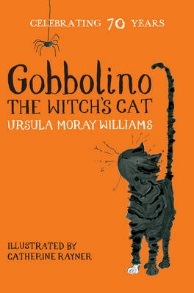 CELEBRATING 70 YEARS
Gobbolino
THE WITCH'S CAT
URSULA MORAY WILLIAMS
ILLUSTRATED BY
CATHERINE RAYNER